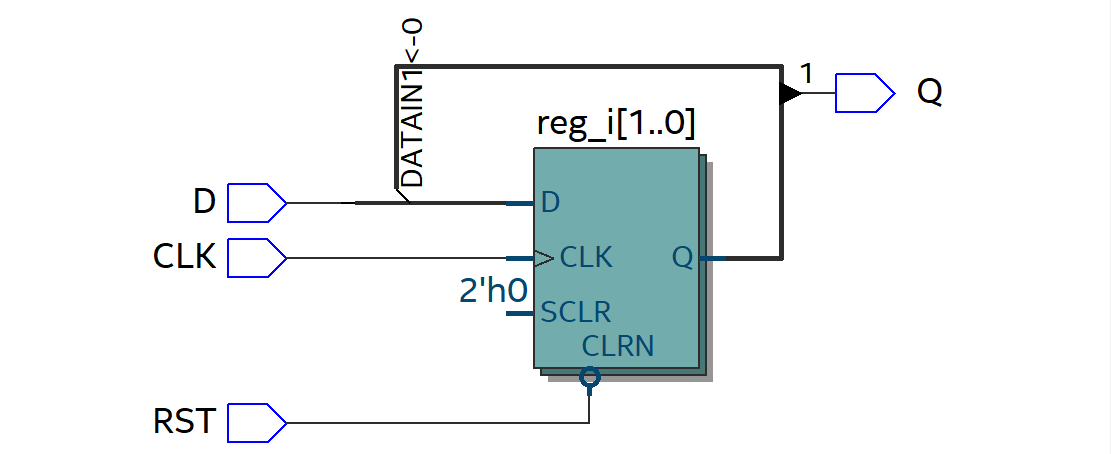 DATAIN1<-0
1
Q
reg_i[1..0]
D
D
CLK
CLK
Q
2'h0
SCLR
CLRN
RST